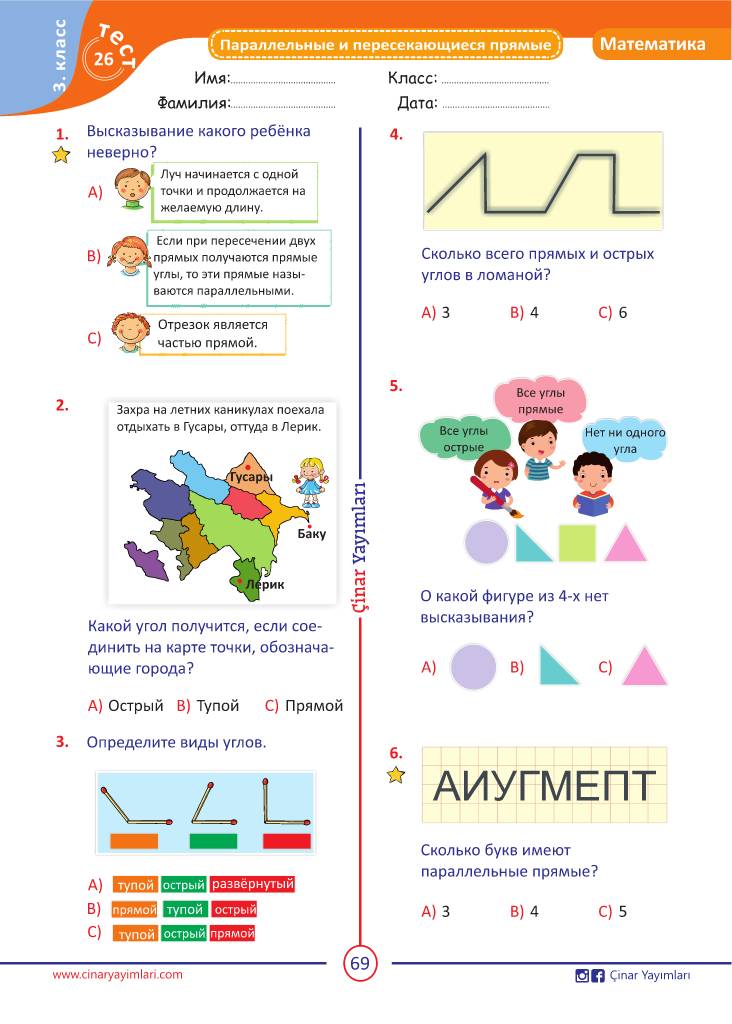 3. класс
тест
26
Параллельные и пересекающиеся прямые
Математика
Имя:
Класс:
Фамилия:
Дата:
1.
Высказывание какого ребёнка
неверно?
A)
Луч начинается с одной
точки и продолжается на
желаемую длину.
B)
Если при пересечении двух
прямых получаются прямые
углы, то эти прямые назы-
ваются параллельными.
C)
Отрезок является
частью прямой.
2.
Захра на летних каникулах поехала
отдыхать в Гусары, оттуда в Лерик.
Гусары
Баку
Лерик
Какой угол получится, если сое-
динить на карте точки, обознача-
ющие города?
A) Острый B) Тупой C) Прямой
3. Определите виды углов.
A) тупой острый развёрнутый
B) прямой тупой острый
C) тупой острый прямой
Çinar Yayımları
4.
Сколько всего прямых и острых
углов в ломаной?
A) 3 B) 4 C) 6
5.
Все углы
прямые
Все углы
острые
Нет ни одного
угла
О какой фигуре из 4-х нет
высказывания?
A) B) C)
6.
АИУГМЕПТ
Сколько букв имеют
параллельные прямые?
A) 3 B) 4 C) 5
www.cinaryayimlari.com
69
Çinar Yayımları